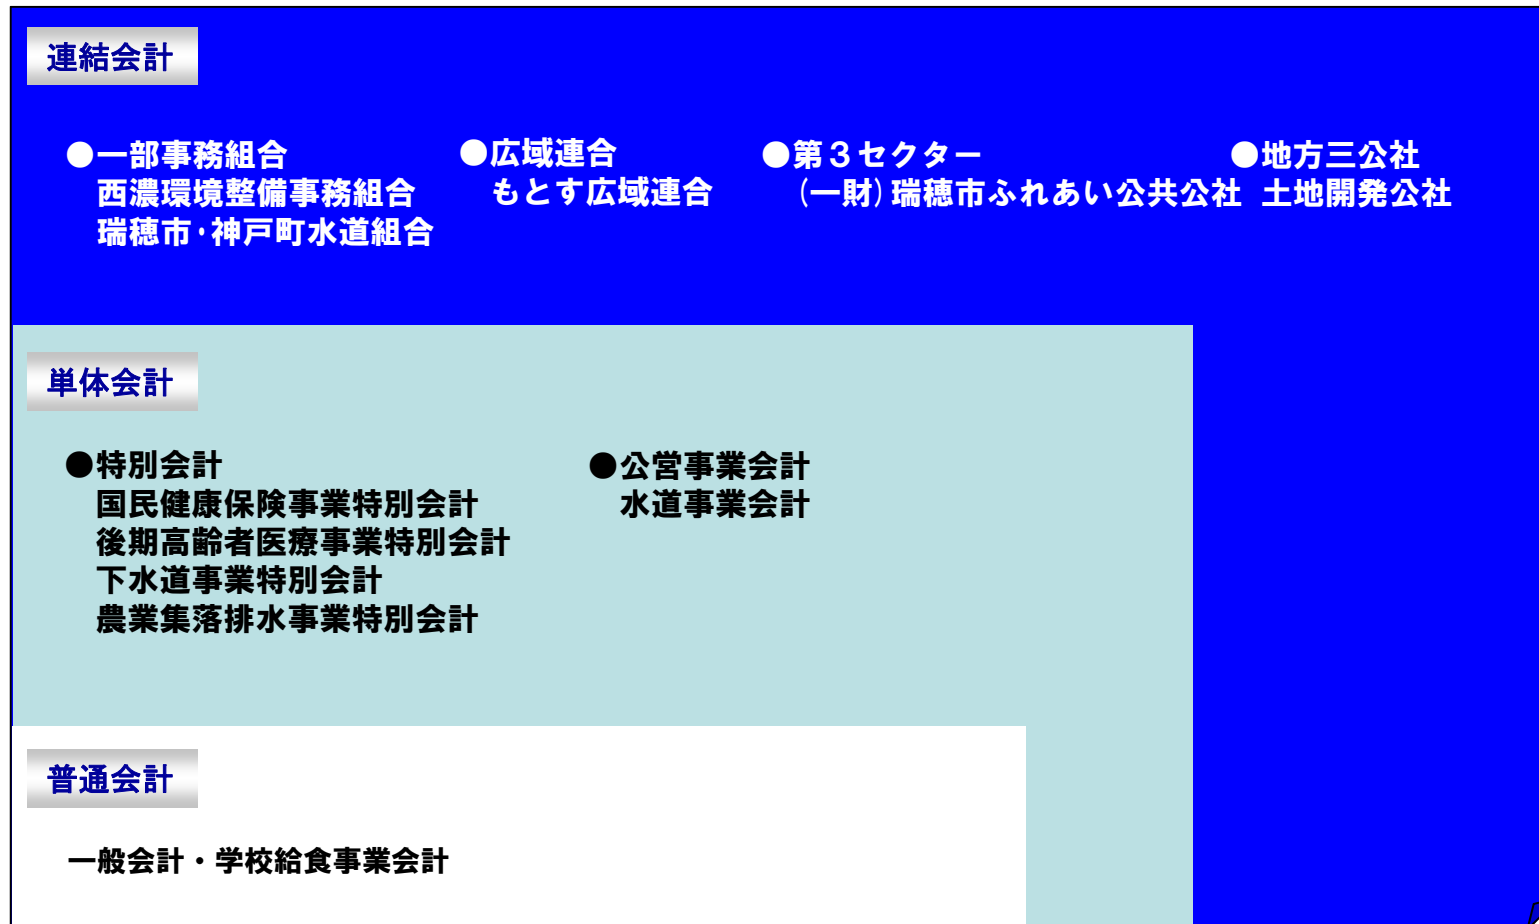 連結会計
●一部事務組合
西濃環境整備事務組合
瑞穂市・神戸町水道組合
●広域連合
もとす広域連合
●第３セクター
(一財)瑞穂市ふれあい公共公社
●地方三公社
土地開発公社
単体会計
●特別会計
国民健康保険事業特別会計
後期高齢者医療事業特別会計
下水道事業特別会計
農業集落排水事業特別会計
●公営事業会計
水道事業会計
普通会計
一般会計・学校給食事業会計